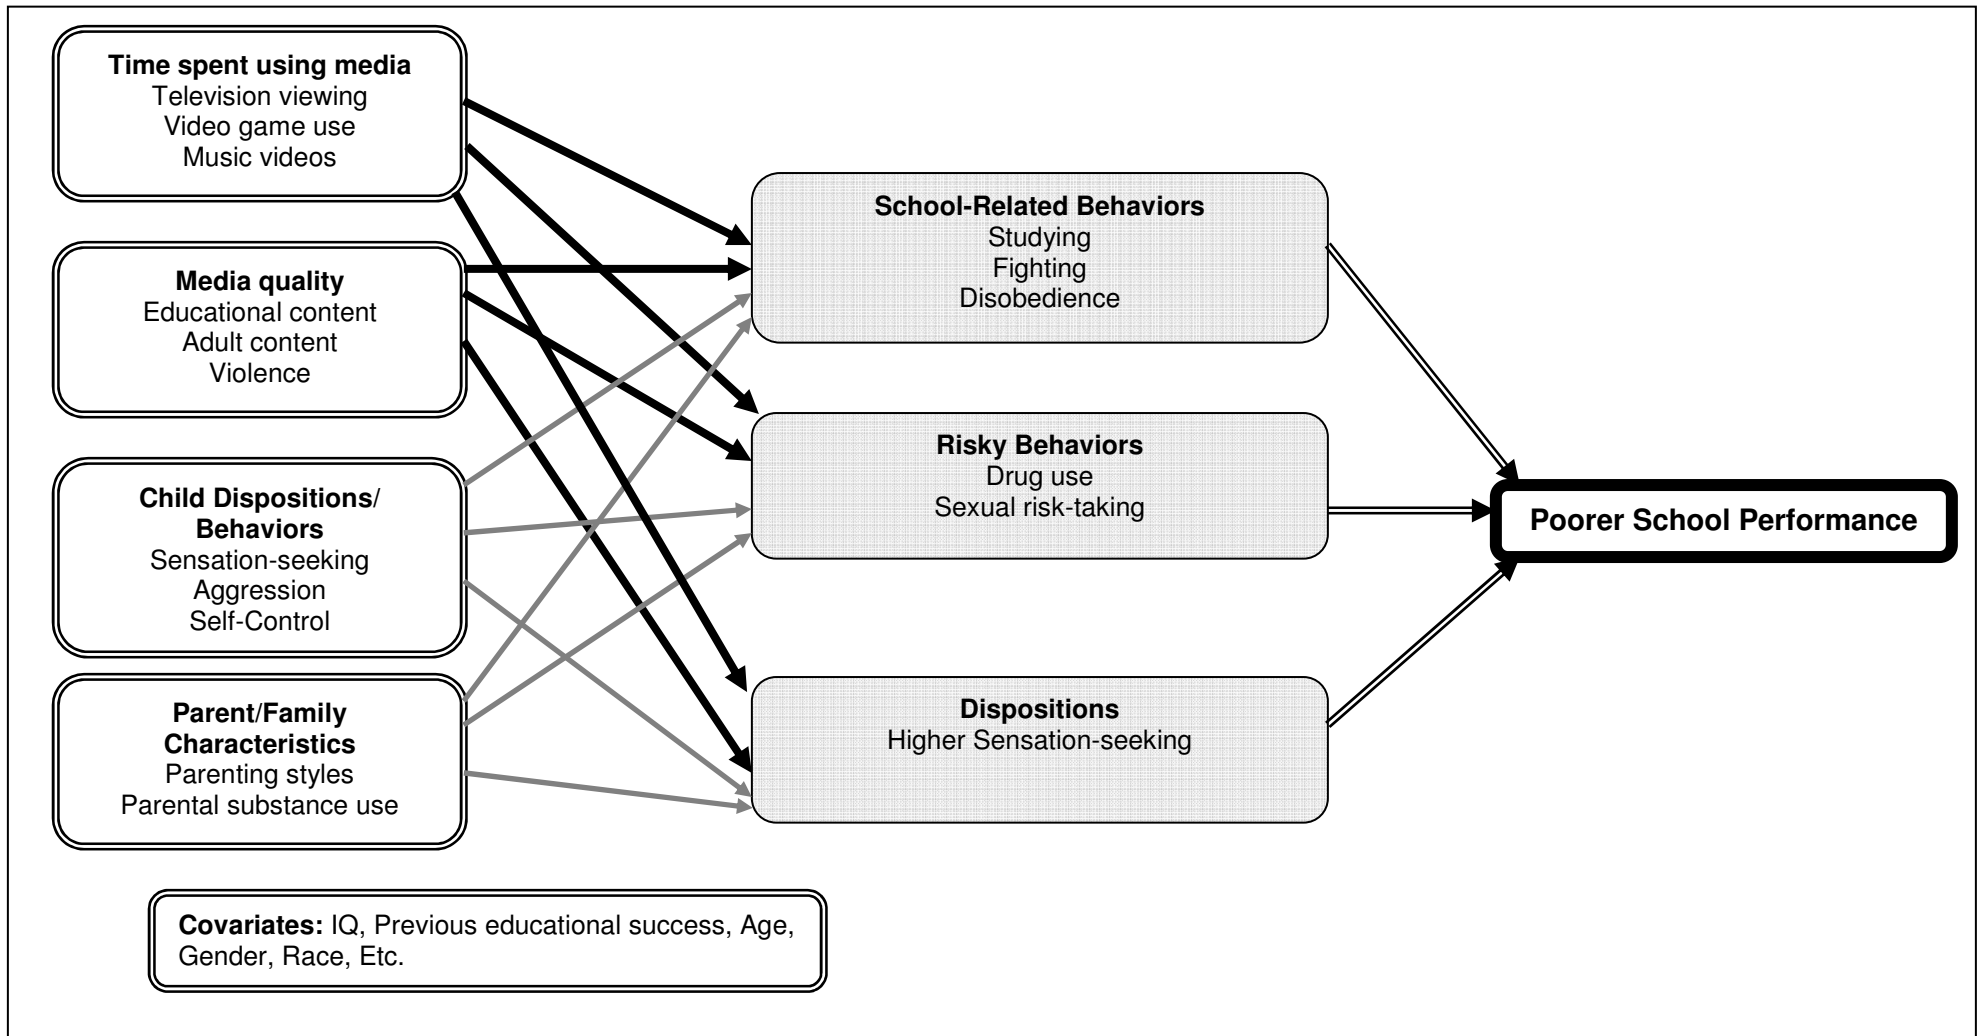 Time spent using media
Television viewing
Video game use
Music videos
Media quality
Educational content
Adult content
Violence
Child Dispositions/
Behaviors
Sensation-seeking
Aggression
Self-Control
Parent/Family
Characteristics
Parenting styles
Parental substance use
School-Related Behaviors
Studying
Fighting
Disobedience
Risky Behaviors
Drug use
Sexual risk-taking
Dispositions
Higher Sensation-seeking
Poorer School Performance
Covariates: IQ, Previous educational success, Age,
Gender, Race, Etc.